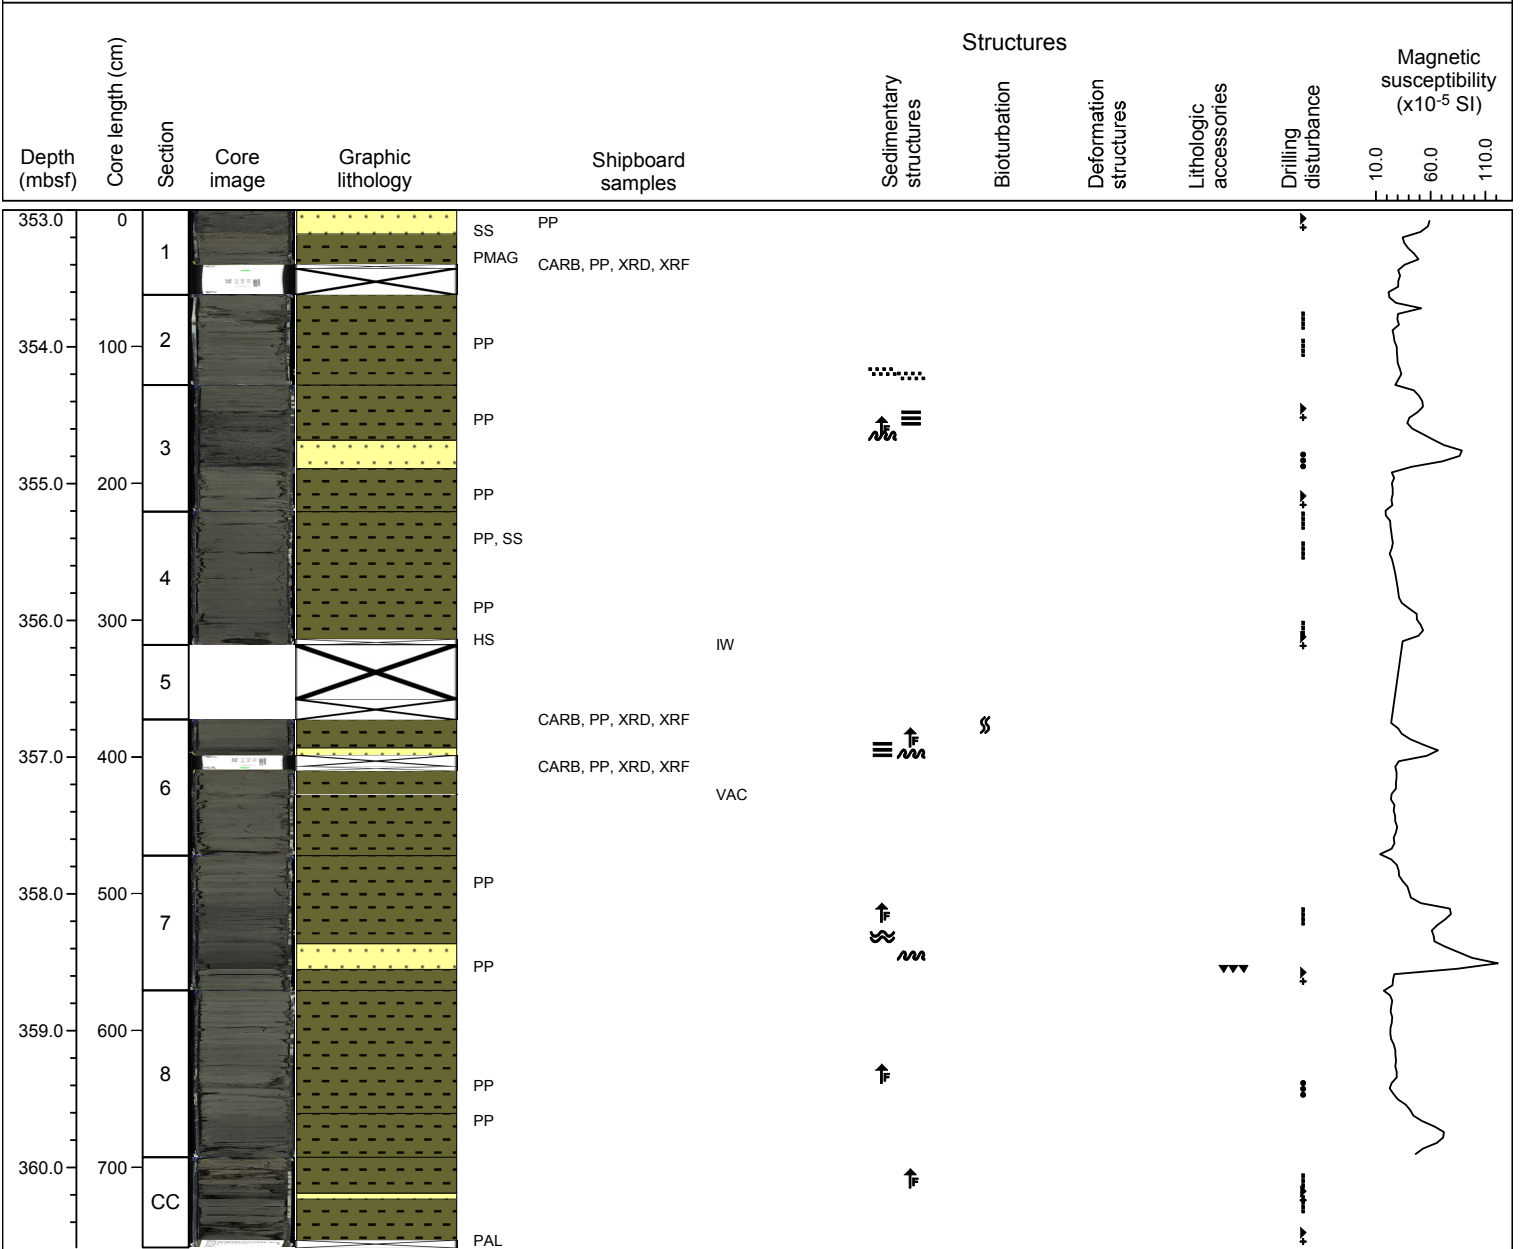 Structures
Depth
(mbsf)
Core length (cm)
Section
Core
image
Graphic
lithology
Shipboard
samples
Sedimentary
structures
Bioturbation
Deformation
structures
Lithologic
accessories
Drilling
disturbance
Magnetic
susceptibility
(x10-5 SI)
10.0
60.0
110.0
353.0
0
1
SS
PP
PMAG
CARB, PP, XRD, XRF
354.0
100
2
PP
3
PP
F
355.0
200
PP
PP, SS
4
PP
356.0
300
HS
IW
5
CARB, PP, XRD, XRF
F
357.0
400
CARB, PP, XRD, XRF
6
VAC
PP
358.0
500
F
7
PP
359.0
600
8
F
PP
PP
360.0
700
F
CC
PAL